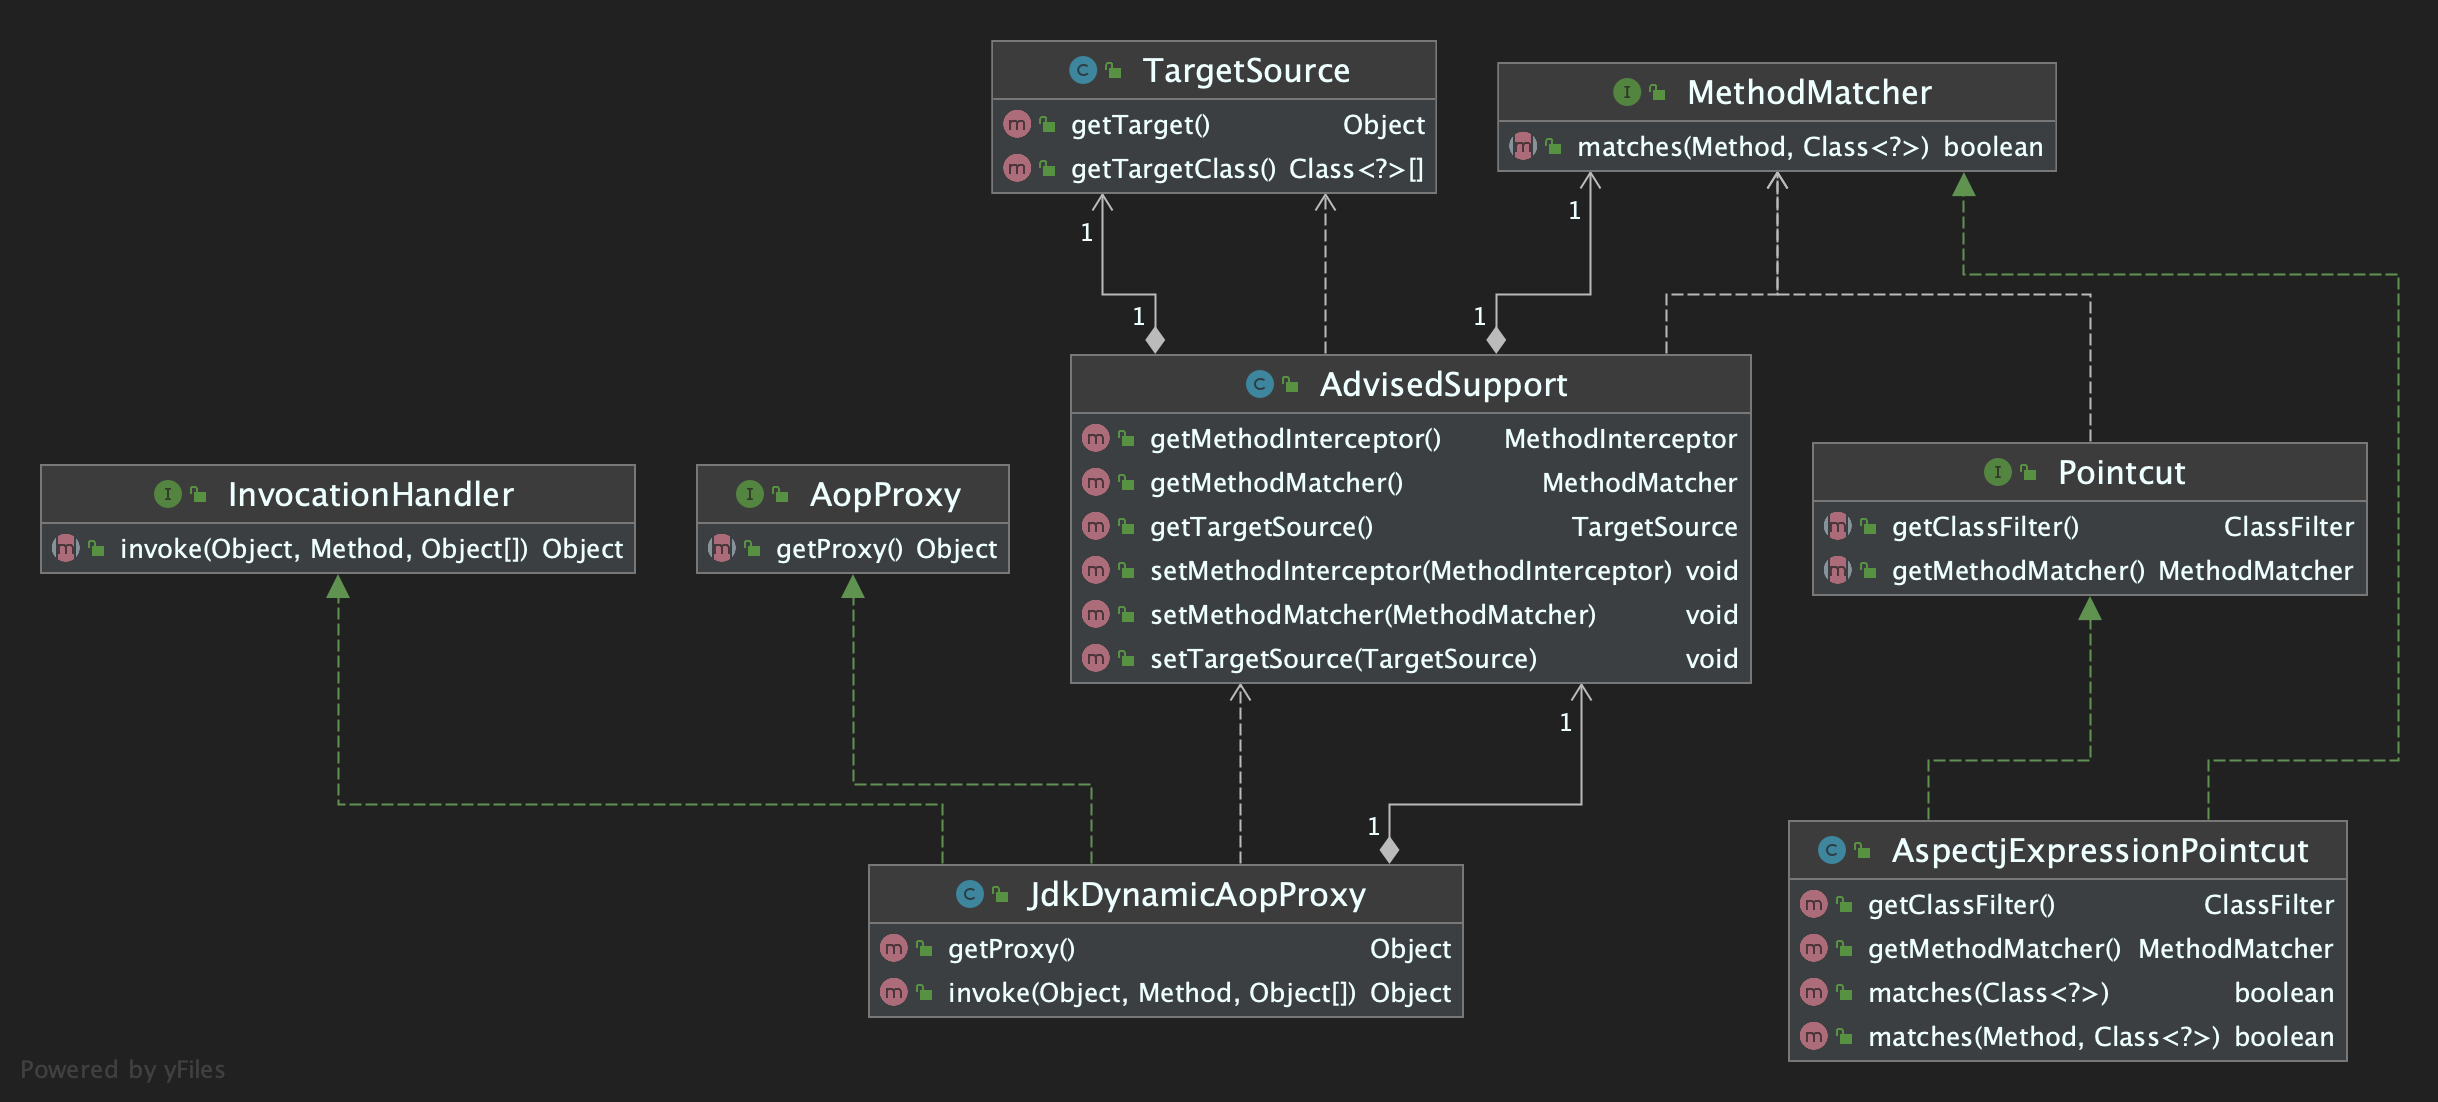 C TargetSource
m getTarget() Object
m getTargetClass() Class<?>[]
I MethodMatcher
m matches(Method, Class<?>) boolean
1
1
1
1
C AdvisedSupport
m getMethodInterceptor() MethodInterceptor
m getMethodMatcher() MethodMatcher
m getTargetSource() TargetSource
m setMethodInterceptor(MethodInterceptor) void
m setMethodMatcher(MethodMatcher) void
m setTargetSource(TargetSource) void
I InvocationHandler
m invoke(Object, Method, Object[]) Object
I AopProxy
m getProxy() Object
I Pointcut
m getClassFilter() ClassFilter
m getMethodMatcher() MethodMatcher
1
1
C JdkDynamicAopProxy
m getProxy() Object
m invoke(Object, Method, Object[]) Object
C AspectjExpressionPointcut
m getClassFilter() ClassFilter
m getMethodMatcher() MethodMatcher
m matches(Class<?>) boolean
m matches(Method, Class<?>) boolean
Powered by yFiles